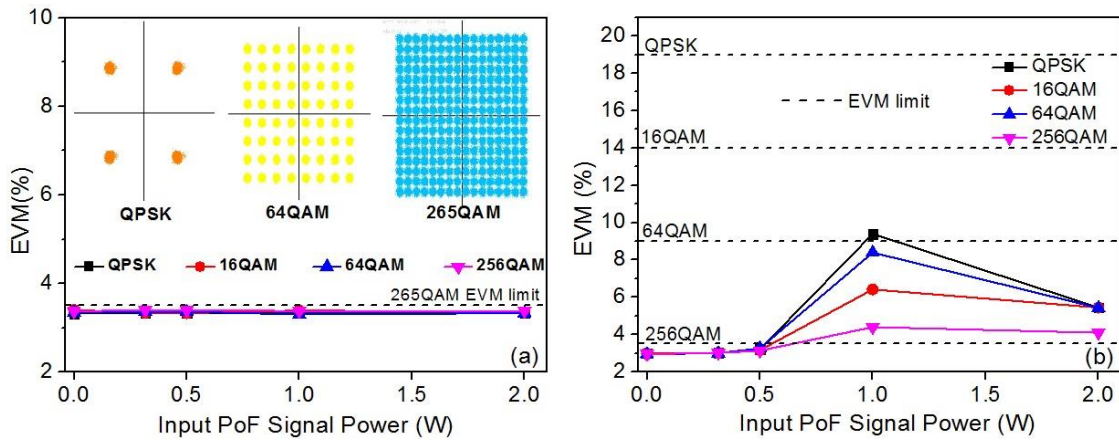 10
8
6
4
2
EVM(%)
QPSK
64QAM
265QAM
QPSK
16QAM
64QAM
256QAM
265QAM EVM limit
(a)
0.0
0.5
1.0
1.5
2.0
Input PoF Signal Power (W)
20
18
16
14
12
10
8
6
4
2
EVM (%)
QPSK
QPSK
16QAM
64QAM
256QAM
EVM limit
16QAM
64QAM
256QAM
(b)
0.0
0.5
1.0
1.5
2.0
Input PoF Signal Power (W)